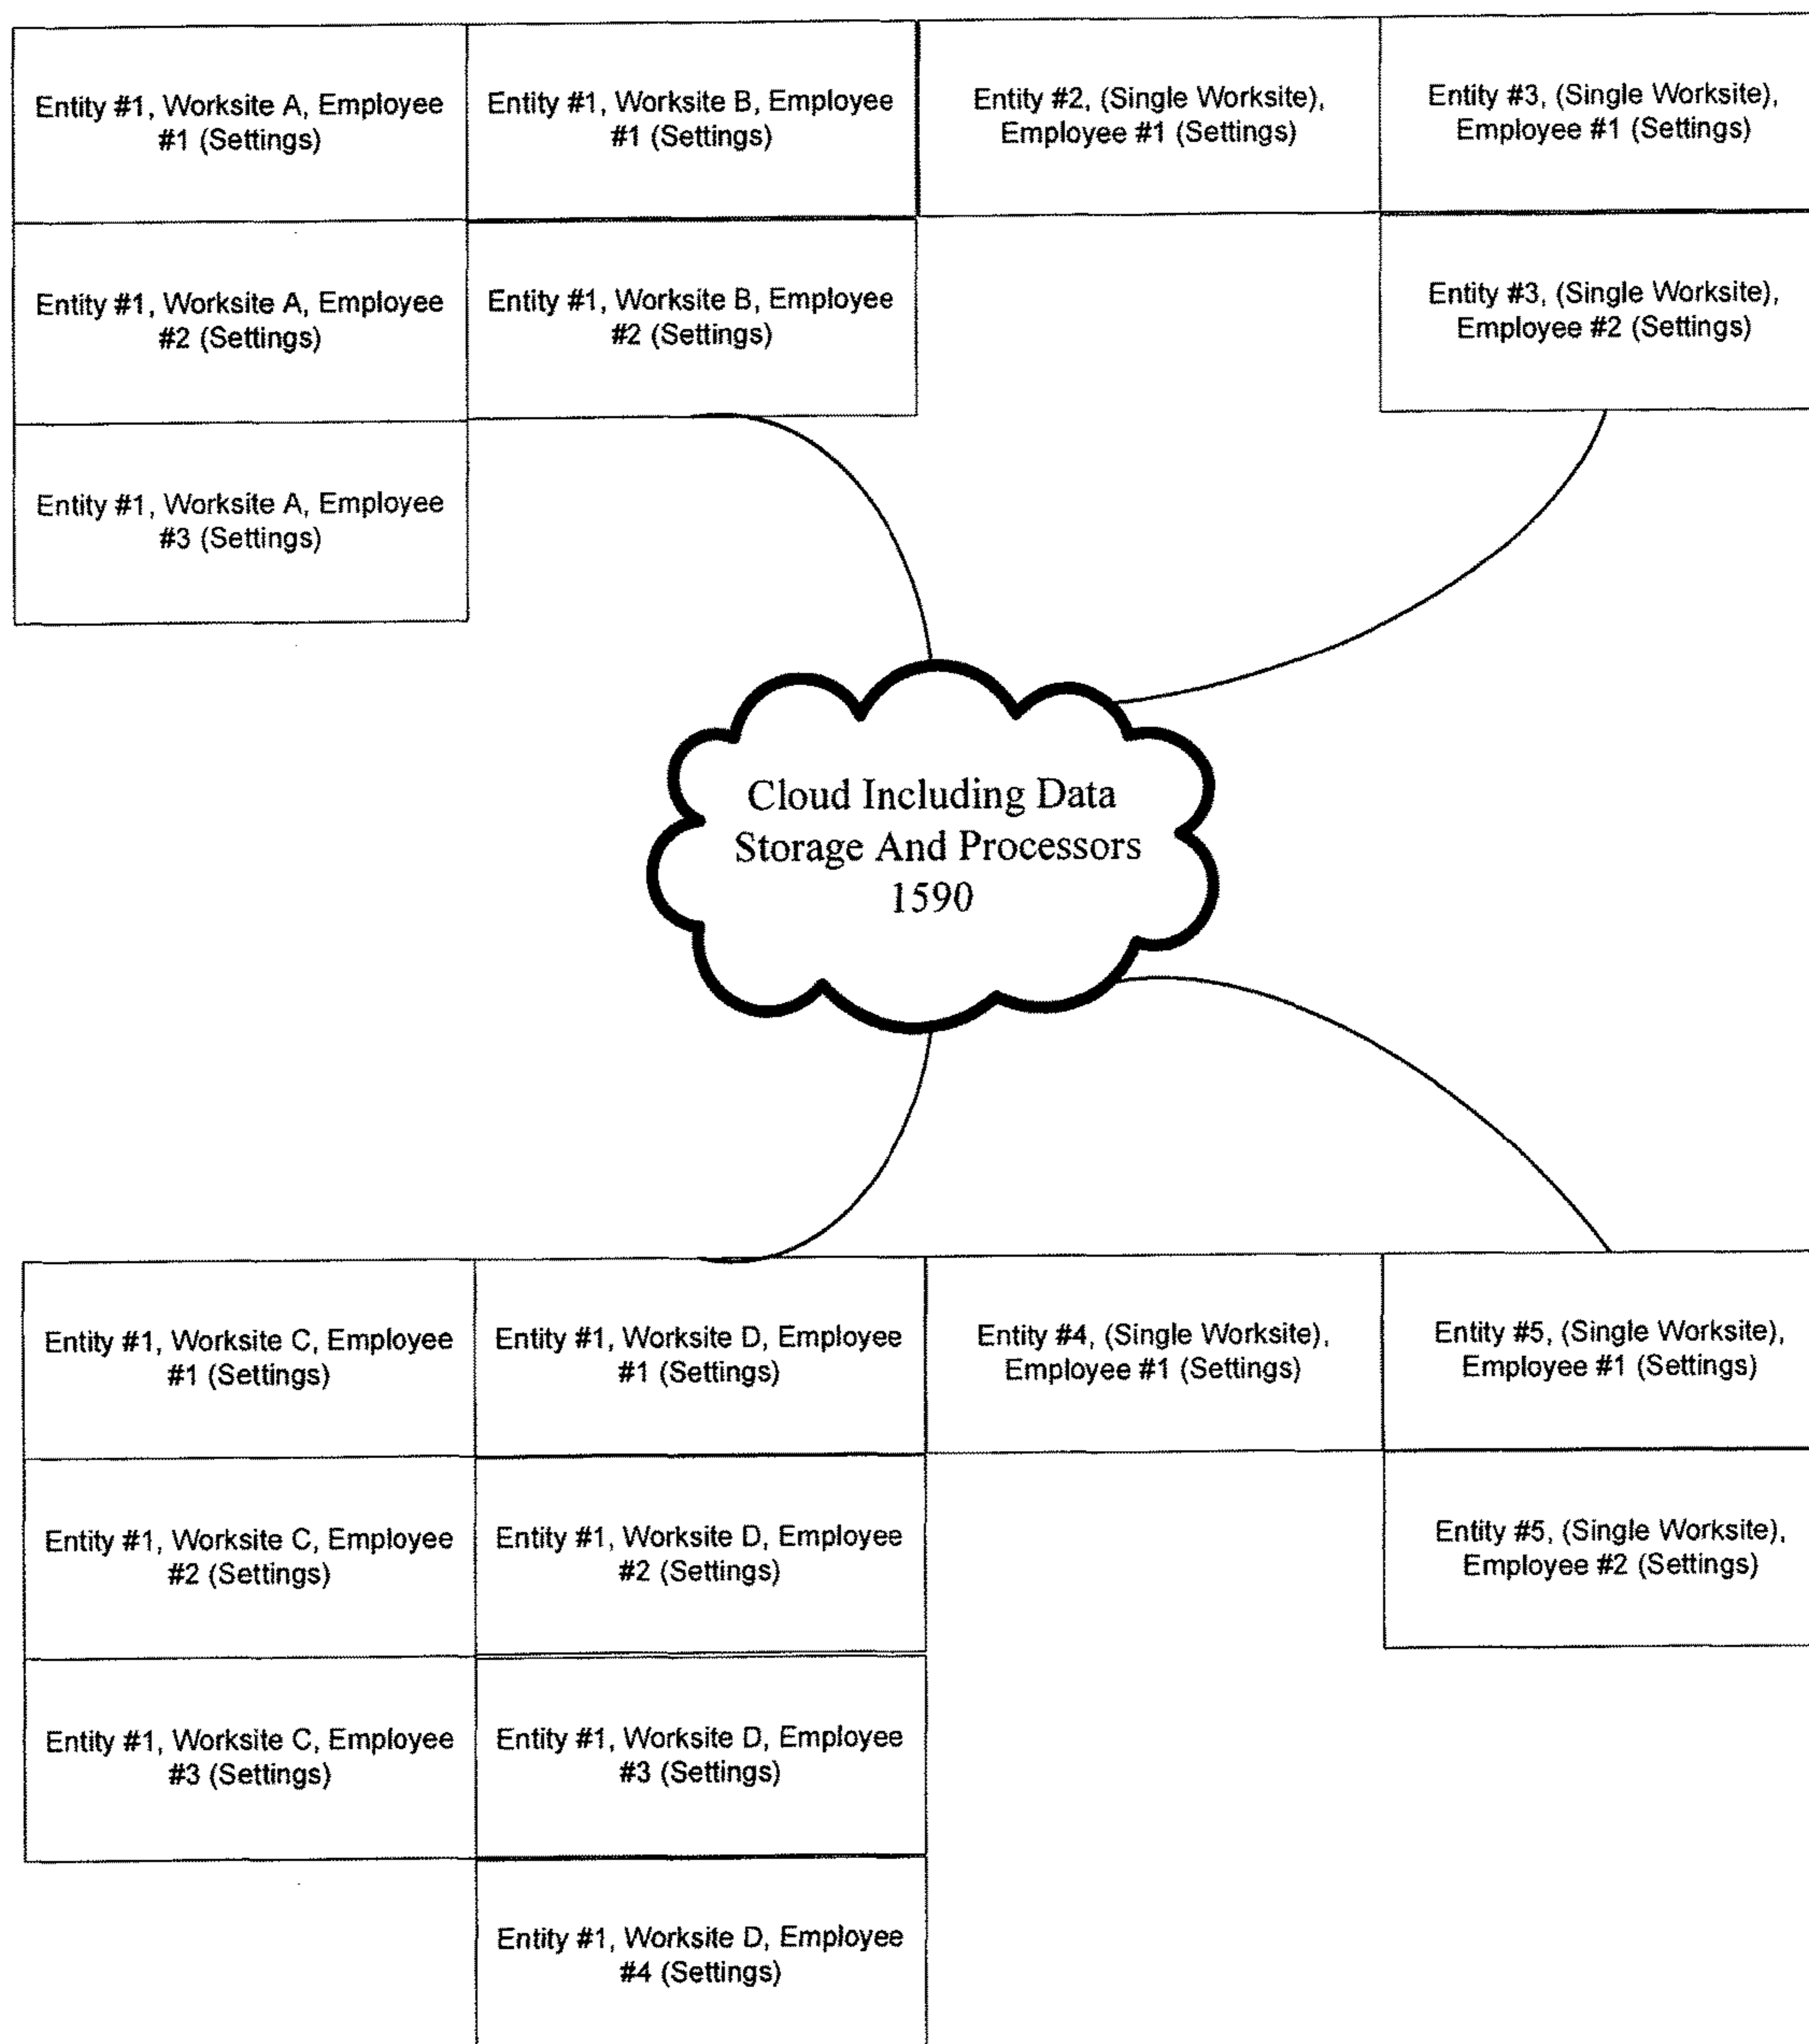 Entity #1, Worksite A, Employee
#1 (Settings)
Entity #1, Worksite B, Employee
#1 (Settings)
Entity #2, (Single Worksite),
Employee #1 (Settings)
Entity #3, (Single Worksite),
Employee #1 (Settings)
Entity #1, Worksite A, Employee
#2 (Settings)
Entity #1, Worksite B, Employee
#2 (Settings)
Entity #3, (Single Worksite),
Employee #2 (Settings)
Entity #1, Worksite A, Employee
#3 (Settings)
Cloud Including Data
Storage And Processors
1590
Entity #1, Worksite C, Employee
#1 (Settings)
Entity #1, Worksite D, Employee
#1 (Settings)
Entity #4, (Single Worksite),
Employee #1 (Settings)
Entity #5, (Single Worksite),
Employee #1 (Settings)
Entity #1, Worksite C, Employee
#2 (Settings)
Entity #1, Worksite D, Employee
#2 (Settings)
Entity #5, (Single Worksite),
Employee #2 (Settings)
Entity #1, Worksite C, Employee
#3 (Settings)
Entity #1, Worksite D, Employee
#3 (Settings)
Entity #1, Worksite D, Employee
#4 (Settings)